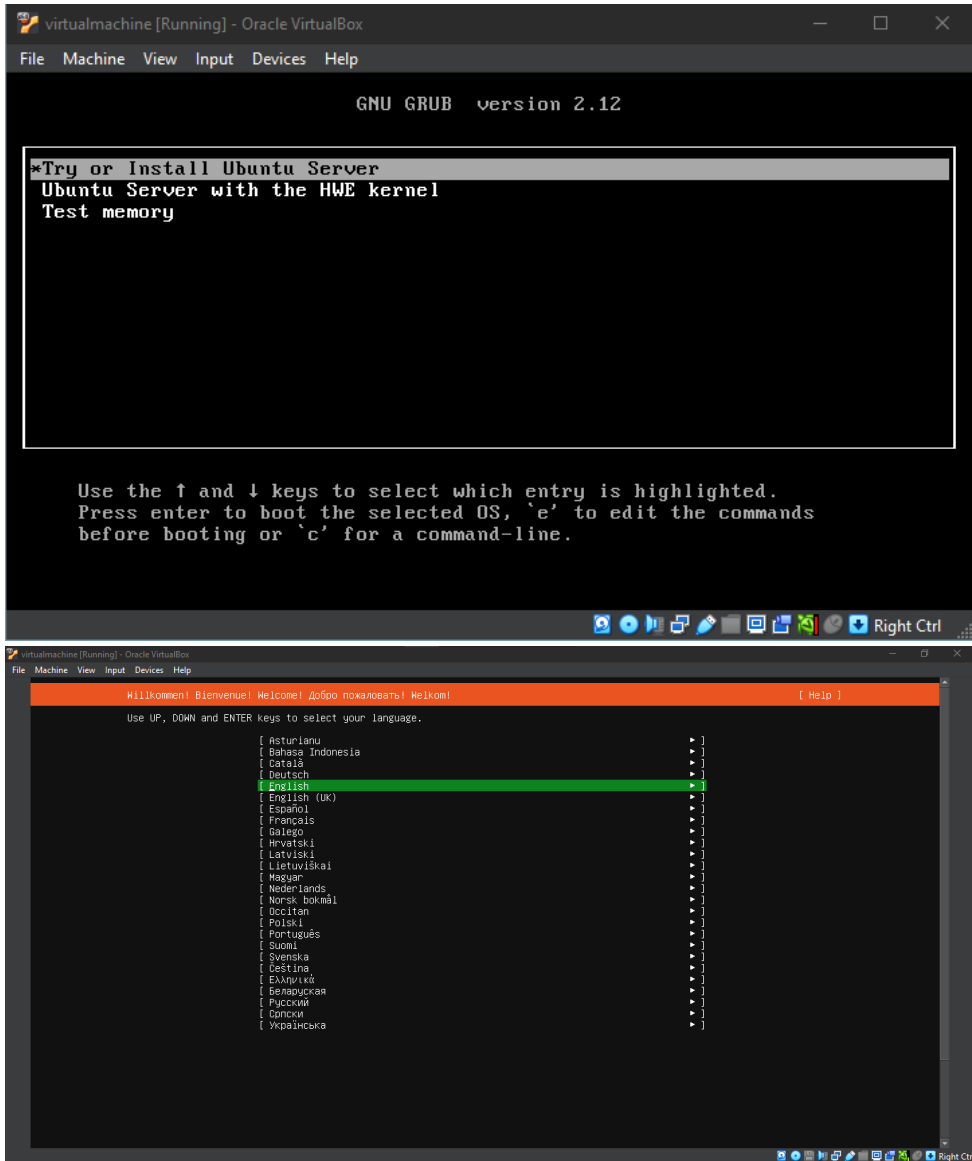 virtualmachine [Running] - Oracle VirtualBox
File Machine View Input Devices Help
GNU GRUB version 2.12
*Try or Install Ubuntu Server
Ubuntu Server with the HWE kernel
Test memory
Use the ↑ and ↓ keys to select which entry is highlighted.
Press enter to boot the selected OS, `e' to edit the commands
before booting or `c' for a command-line.
Right Ctrl
virtualmachine [Running] - Oracle VirtualBox
File Machine View Input Devices Help
Willkommen! Bienvenue! Welcome! Добро пожаловать! Welkom! [ Help ]
Use UP, DOWN and ENTER keys to select your language.
[ Asturianu ► ]
[ Bahasa Indonesia ► ]
[ Català ► ]
[ Deutsch ► ]
[ English ► ]
[ English (UK) ► ]
[ Español ► ]
[ Français ► ]
[ Galego ► ]
[ Hrvatski ► ]
[ Latviski ► ]
[ Lietuviškai ► ]
[ Magyar ► ]
[ Nederlands ► ]
[ Norsk bokmål ► ]
[ Occitan ► ]
[ Polski ► ]
[ Português ► ]
[ Suomi ► ]
[ Svenska ► ]
[ Čeština ► ]
[ Ελληνικά ► ]
[ Беларуская ► ]
[ Русский ► ]
[ Српски ► ]
[ Українська ► ]
Right Ctr